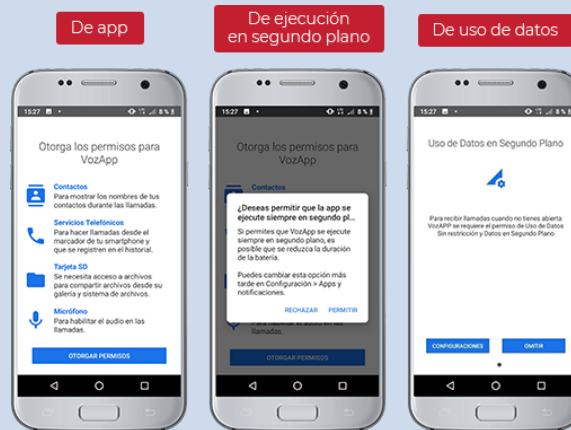 De app
De ejecución
en segundo plano
De uso de datos
15:27
Otorga los permisos para
VozApp
Contactos
Para mostrar los nombres de tus
contactos durante las llamadas.
Servicios Telefónicos
Para hacer llamadas desde el
marcador de tu smartphone y
que se registren en el historial.
Tarjeta SD
Se necesita acceso a archivos
para compartir archivos desde su
galería y sistema de archivos.
Micrófono
Para habilitar el audio en las
llamadas.
OTORGAR PERMISOS
15:27
Otorga los permisos para
VozApp
Contactos
¿Deseas permitir que la app se
ejecute siempre en segundo pl...
Si permites que VozApp se ejecute
siempre en segundo plano, es
posible que se reduzca la duración
de la batería.
Puedes cambiar esta opción más
tarde en Configuración > Apps y
notificaciones.
RECHAZAR PERMITIR
Para habilitar el audio en las
llamadas.
OTORGAR PERMISOS
15:27
Uso de Datos en Segundo Plano
Para recibir llamadas cuando no tienes abierta
VozAPP se requiere el permiso de Uso de Datos
Sin restricción y Datos en Segundo Plano
CONFIGURACIONES OMITIR